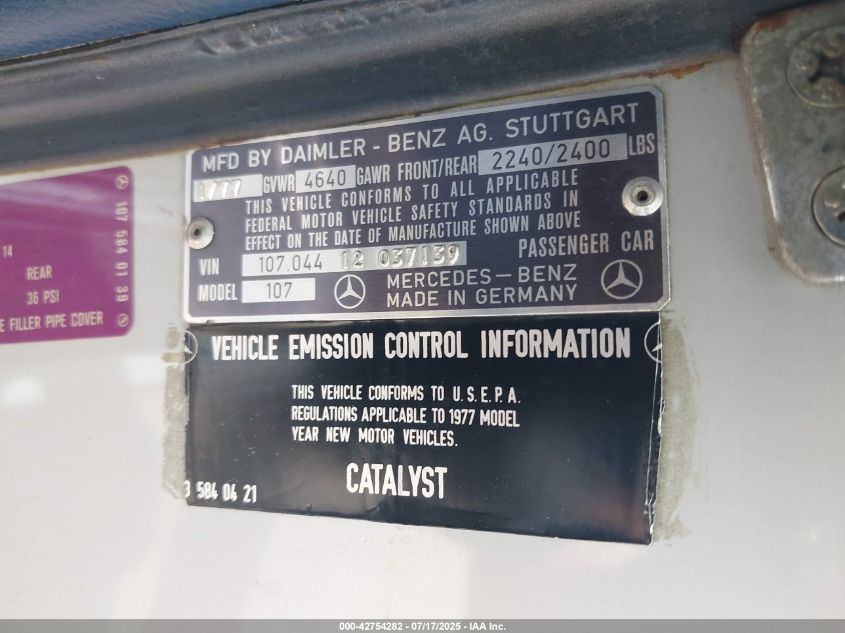 MFD BY DAIMLER - BENZ AG. STUTTGART
1/77 GVWR 4640 GAWR FRONT/REAR 2240/2400 LBS
THIS VEHICLE CONFORMS TO ALL APPLICABLE
FEDERAL MOTOR VEHICLE SAFETY STANDARDS IN
EFFECT ON THE DATE OF MANUFACTURE SHOWN ABOVE
VIN 107.044 12 037139 PASSENGER CAR
MODEL 107 MERCEDES-BENZ
MADE IN GERMANY
107 584 01 39
14
REAR
36 PSI
E FILLER PIPE COVER
VEHICLE EMISSION CONTROL INFORMATION
THIS VEHICLE CONFORMS TO U.S.E.P.A.
REGULATIONS APPLICABLE TO 1977 MODEL
YEAR NEW MOTOR VEHICLES.
CATALYST
584 04 21
000-42754282 - 07/17/2025 - IAA Inc.